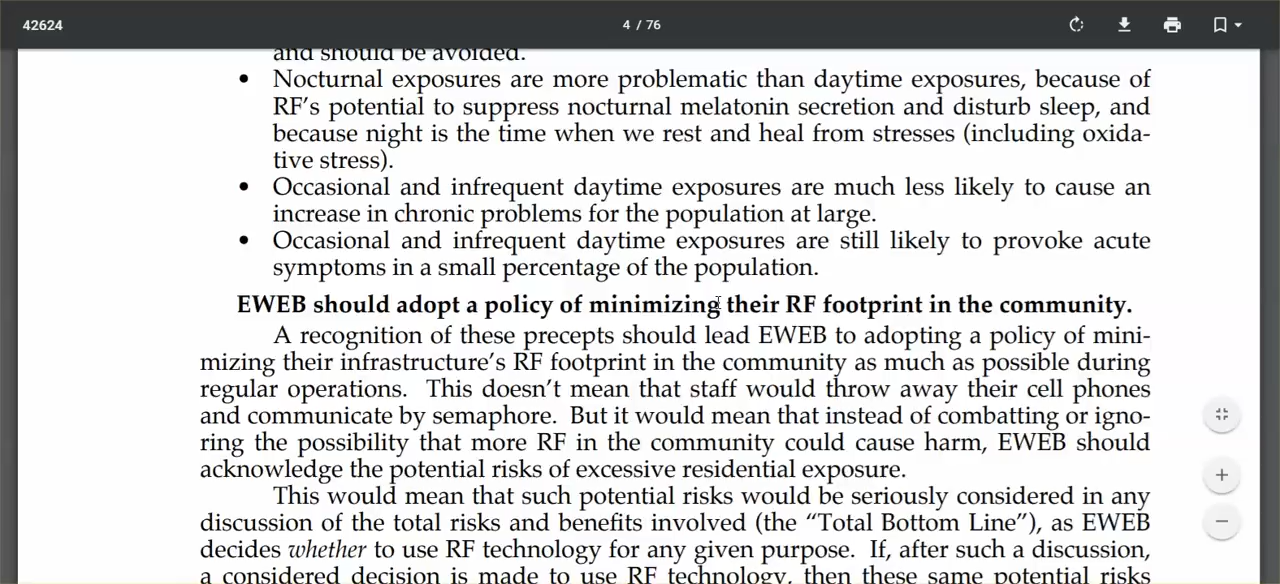 42624
4 / 76
and should be avoided.
• Nocturnal exposures are more problematic than daytime exposures, because of
RF’s potential to suppress nocturnal melatonin secretion and disturb sleep, and
because night is the time when we rest and heal from stresses (including oxida-
tive stress).
• Occasional and infrequent daytime exposures are much less likely to cause an
increase in chronic problems for the population at large.
• Occasional and infrequent daytime exposures are still likely to provoke acute
symptoms in a small percentage of the population.
EWEB should adopt a policy of minimizing their RF footprint in the community.
A recognition of these precepts should lead EWEB to adopting a policy of mini-
mizing their infrastructure’s RF footprint in the community as much as possible during
regular operations. This doesn’t mean that staff would throw away their cell phones
and communicate by semaphore. But it would mean that instead of combatting or igno-
ring the possibility that more RF in the community could cause harm, EWEB should
acknowledge the potential risks of excessive residential exposure.
This would mean that such potential risks would be seriously considered in any
discussion of the total risks and benefits involved (the “Total Bottom Line”), as EWEB
decides whether to use RF technology for any given purpose. If, after such a discussion,
a considered decision is made to use RF technology, then these same potential risks